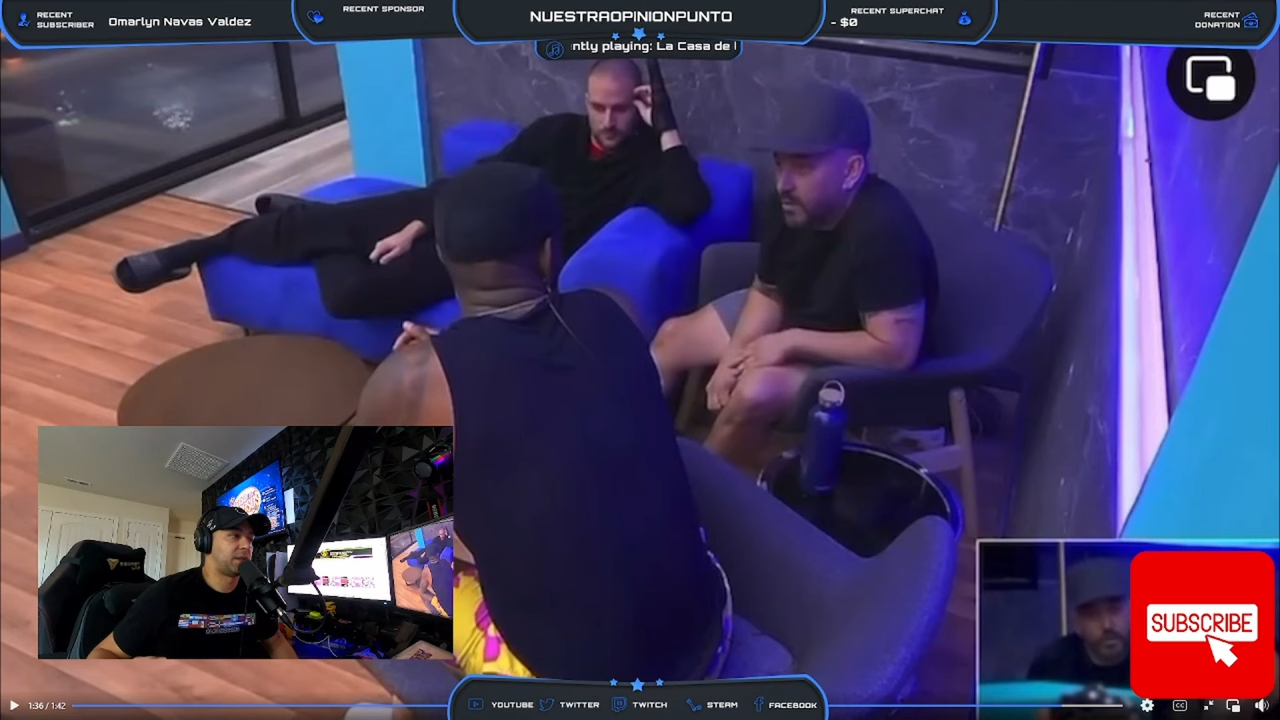 RECENT
SUBSCRIBER
Omarlyn Navas Valdez
RECENT SPONSOR
NUESTRAOPINIONPUNTO
RECENT SUPERCHAT
- $0
RECENT
DONATION
ntly playing: La Casa de
SUBSCRIBE
1:36 / 1:42
YOUTUBE
TWITTER
TWITCH
STEAM
FACEBOOK
CC